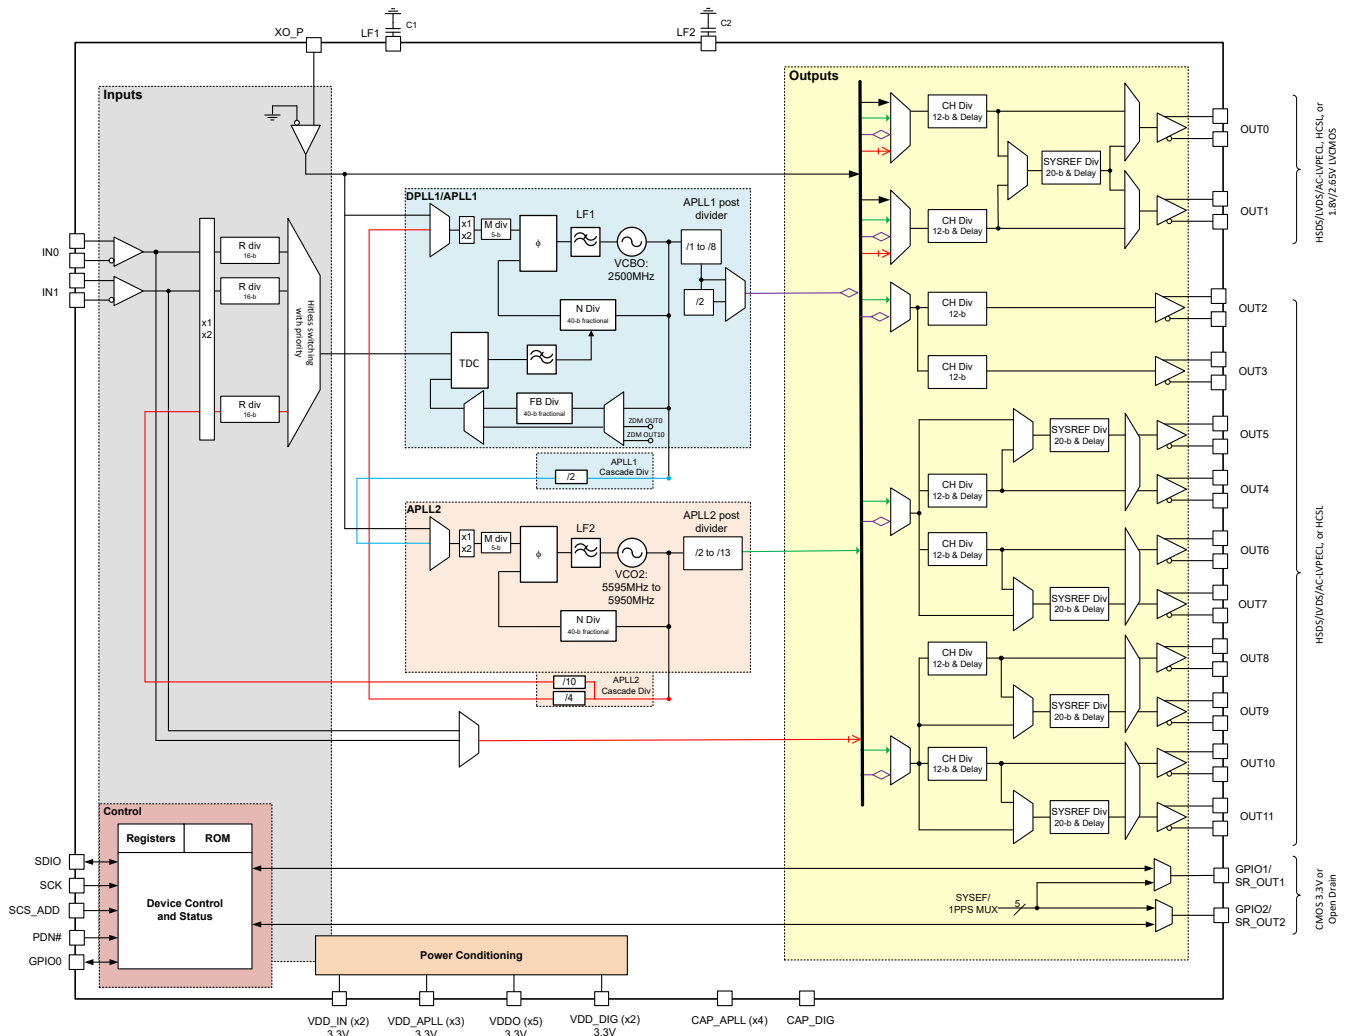 C1
C2
XO_P
LF1
LF2
Inputs
Outputs
IN0
IN1
x1
x2
R div
16-b
R div
16-b
R div
16-b
Hitless switching
with priority
DPLL1/APLL1
x1
x2
M div
5-b
ϕ
LF1
VCBO:
2500MHz
APLL1 post
divider
/1 to /8
/2
N Div
40-b fractional
TDC
FB Div
40-b fractional
ZDM OUT0
ZDM OUT10
APLL1
Cascade Div
/2
APLL2
x1
x2
M div
5-b
ϕ
LF2
VCO2:
5595MHz to
5950MHz
APLL2 post
divider
/2 to /13
N Div
40-b fractional
/10
/4
APLL2
Cascade Div
CH Div
12-b & Delay
SYSREF Div
20-b & Delay
CH Div
12-b & Delay
CH Div
12-b
CH Div
12-b
SYSREF Div
20-b & Delay
CH Div
12-b & Delay
CH Div
12-b & Delay
SYSREF Div
20-b & Delay
CH Div
12-b & Delay
SYSREF Div
20-b & Delay
CH Div
12-b & Delay
SYSREF Div
20-b & Delay
OUT0
OUT1
OUT2
OUT3
OUT5
OUT4
OUT6
OUT7
OUT8
OUT9
OUT10
OUT11
HSDS/LVDS/AC-LVPECL, HCSL, or
1.8V/2.65V LVCMOS
HSDS/LVDS/AC-LVPECL, or HCSL
SYSEF/
1PPS MUX
5
GPIO1/
SR_OUT1
GPIO2/
SR_OUT2
CMOS 3.3V or
Open Drain
Control
Registers
ROM
Device Control
and Status
SDIO
SCK
SCS_ADD
PDN#
GPIO0
Power Conditioning
VDD_IN (x2)
3.3V
VDD_APLL (x3)
3.3V
VDDO (x5)
3.3V
VDD_DIG (x2)
3.3V
CAP_APLL (x4)
CAP_DIG